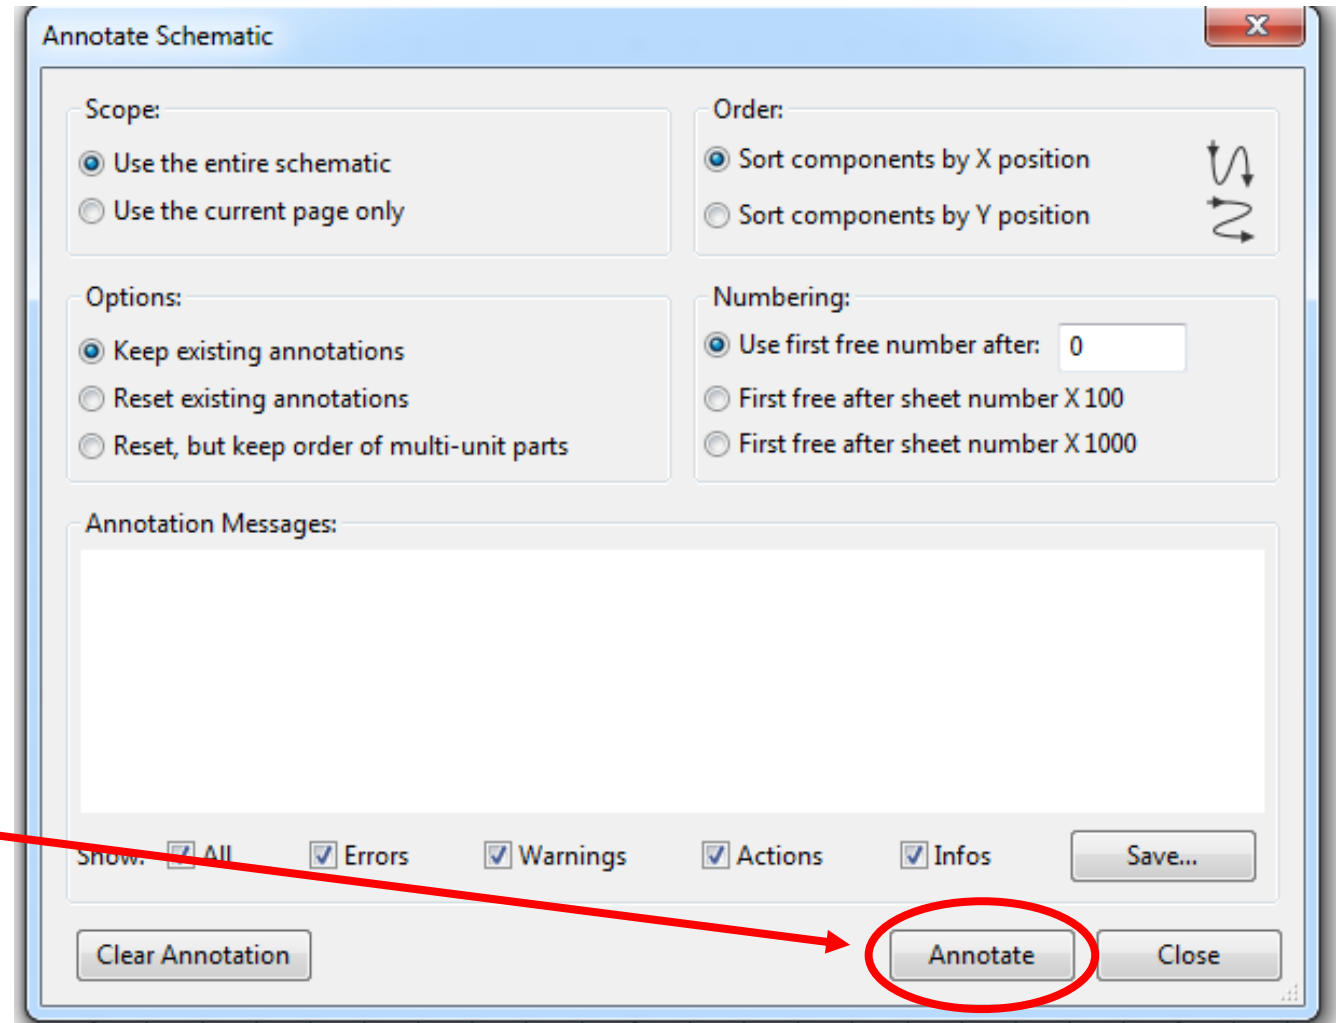 Annotate Schematic
Scope:
Use the entire schematic
Use the current page only
Order:
Sort components by X position
Sort components by Y position
Options:
Keep existing annotations
Reset existing annotations
Reset, but keep order of multi-unit parts
Numbering:
Use first free number after: 0
First free after sheet number X 100
First free after sheet number X 1000
Annotation Messages:
Show: All Errors Warnings Actions Infos Save...
Clear Annotation Annotate Close